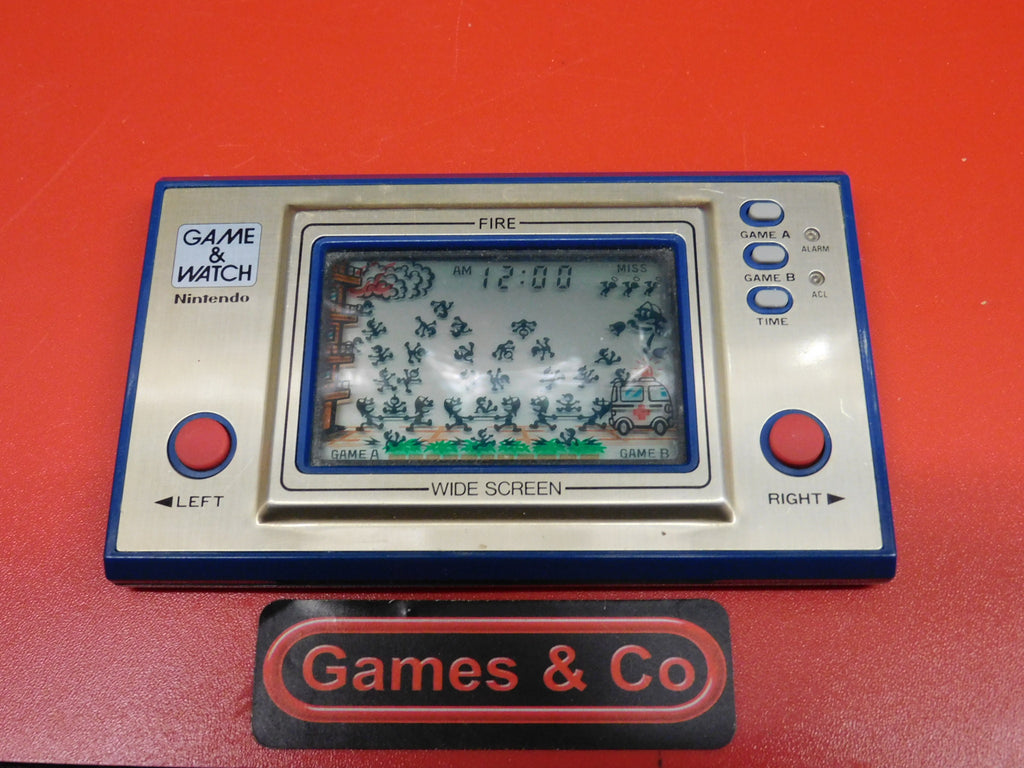 FIRE
GAME
&
WATCH
Nintendo
GAME A
ALARM
GAME B
ACL
TIME
AM 12:00
MISS
GAME A
GAME B
WIDE SCREEN
◄LEFT
RIGHT►
Games & Co